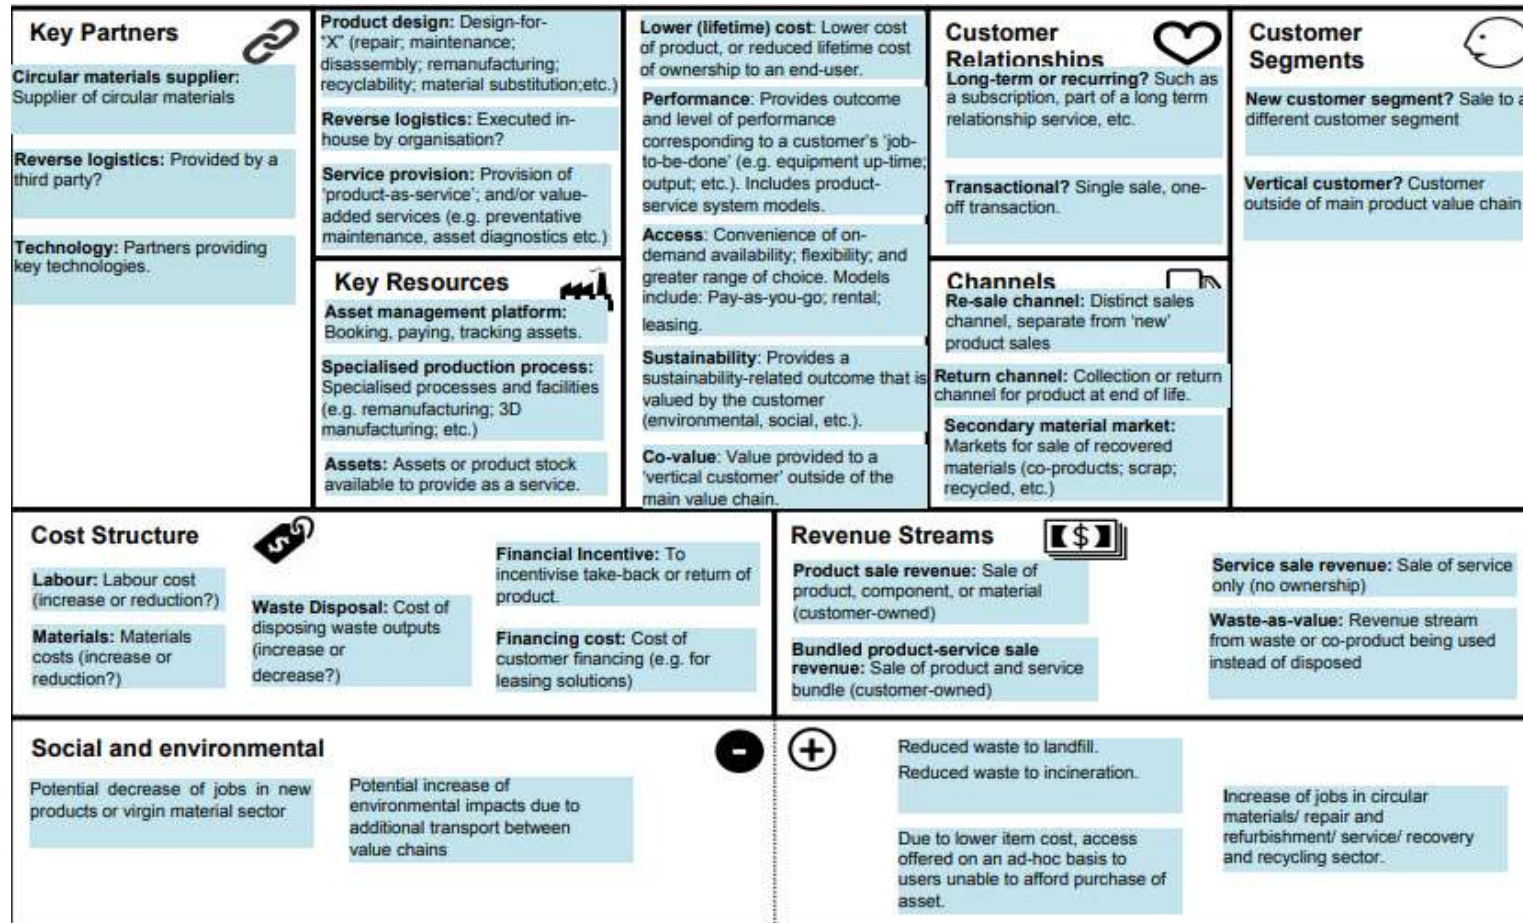 Key Partners
Circular materials supplier:
Supplier of circular materials
Reverse logistics: Provided by a
third party?
Technology: Partners providing
key technologies.
Product design: Design-for-
"X" (repair; maintenance;
disassembly; remanufacturing;
recyclability; material substitution;etc.)
Reverse logistics: Executed in-
house by organisation?
Service provision: Provision of
'product-as-service'; and/or value-
added services (e.g. preventative
maintenance, asset diagnostics etc.)
Key Resources
Asset management platform:
Booking, paying, tracking assets.
Specialised production process:
Specialised processes and facilities
(e.g. remanufacturing; 3D
manufacturing; etc.)
Assets: Assets or product stock
available to provide as a service.
Lower (lifetime) cost: Lower cost
of product, or reduced lifetime cost
of ownership to an end-user.
Performance: Provides outcome
and level of performance
corresponding to a customer's 'job-
to-be-done' (e.g. equipment up-time;
output; etc.). Includes product-
service system models.
Access: Convenience of on-
demand availability; flexibility; and
greater range of choice. Models
include: Pay-as-you-go; rental;
leasing.
Sustainability: Provides a
sustainability-related outcome that is
valued by the customer
(environmental, social, etc.).
Co-value: Value provided to a
'vertical customer' outside of the
main value chain.
Customer
Relationships
Long-term or recurring? Such as
a subscription, part of a long term
relationship service, etc.
Transactional? Single sale, one-
off transaction.
Channels
Re-sale channel: Distinct sales
channel, separate from 'new'
product sales
Return channel: Collection or return
channel for product at end of life.
Secondary material market:
Markets for sale of recovered
materials (co-products; scrap;
recycled, etc.)
Customer
Segments
New customer segment? Sale to a
different customer segment
Vertical customer? Customer
outside of main product value chain
Cost Structure
$
Labour: Labour cost
(increase or reduction?)
Materials: Materials
costs (increase or
reduction?)
Waste Disposal: Cost of
disposing waste outputs
(increase or
decrease?)
Financial Incentive: To
incentivise take-back or return of
product.
Financing cost: Cost of
customer financing (e.g. for
leasing solutions)
Revenue Streams
$
Product sale revenue: Sale of
product, component, or material
(customer-owned)
Bundled product-service sale
revenue: Sale of product and service
bundle (customer-owned)
Service sale revenue: Sale of service
only (no ownership)
Waste-as-value: Revenue stream
from waste or co-product being used
instead of disposed
Social and environmental
-
Potential decrease of jobs in new
products or virgin material sector
Potential increase of
environmental impacts due to
additional transport between
value chains
+
Reduced waste to landfill.
Reduced waste to incineration.
Due to lower item cost, access
offered on an ad-hoc basis to
users unable to afford purchase of
asset.
Increase of jobs in circular
materials/ repair and
refurbishment/ service/ recovery
and recycling sector.